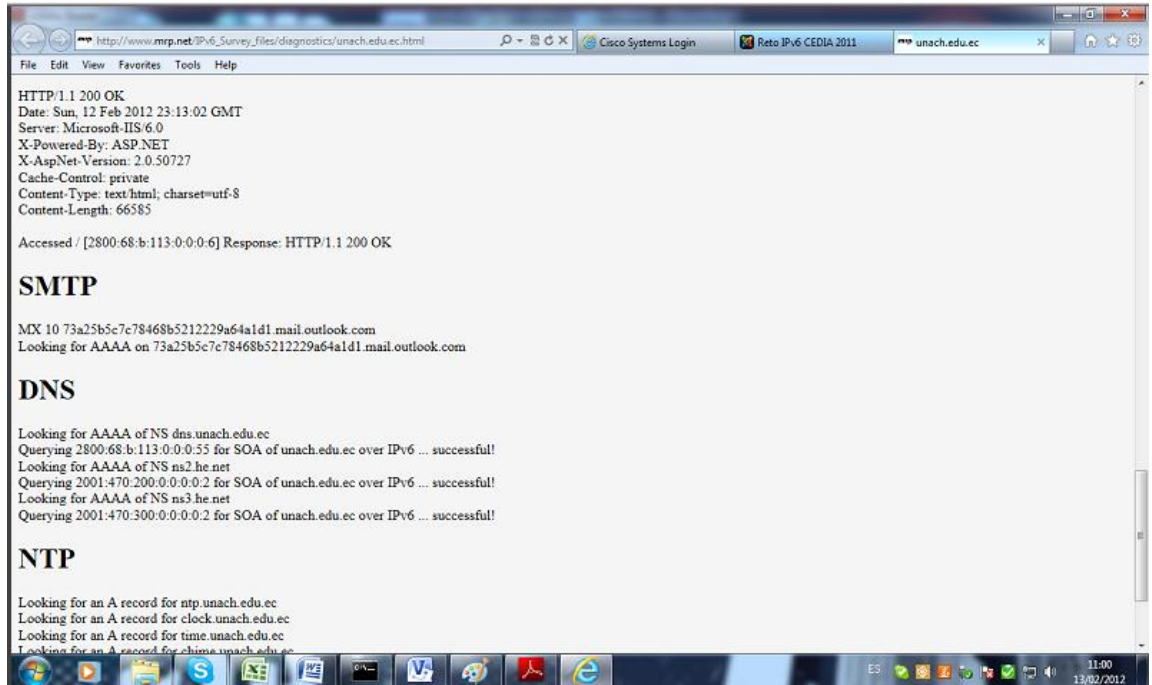 http://www.mrp.net/IPv6_Survey_files/diagnostics/unach.edu.ec.html
Cisco Systems Login
Reto IPv6 CEDIA 2011
unach.edu.ec
File Edit View Favorites Tools Help
HTTP/1.1 200 OK
Date: Sun, 12 Feb 2012 23:13:02 GMT
Server: Microsoft-IIS/6.0
X-Powered-By: ASP.NET
X-AspNet-Version: 2.0.50727
Cache-Control: private
Content-Type: text/html; charset=utf-8
Content-Length: 66585
Accessed / [2800:68:b:113:0:0:0:6] Response: HTTP/1.1 200 OK
SMTP
MX 10 73a25b5c7c78468b5212229a64a1d1.mail.outlook.com
Looking for AAAA on 73a25b5c7c78468b5212229a64a1d1.mail.outlook.com
DNS
Looking for AAAA of NS dns.unach.edu.ec
Querying 2800:68:b:113:0:0:0:55 for SOA of unach.edu.ec over IPv6 ... successful!
Looking for AAAA of NS ns2.he.net
Querying 2001:470:200:0:0:0:0:2 for SOA of unach.edu.ec over IPv6 ... successful!
Looking for AAAA of NS ns3.he.net
Querying 2001:470:300:0:0:0:0:2 for SOA of unach.edu.ec over IPv6 ... successful!
NTP
Looking for an A record for ntp.unach.edu.ec
Looking for an A record for clock.unach.edu.ec
Looking for an A record for time.unach.edu.ec
Looking for an A record for chime.unach.edu.ec
ES
11:00
13/02/2012